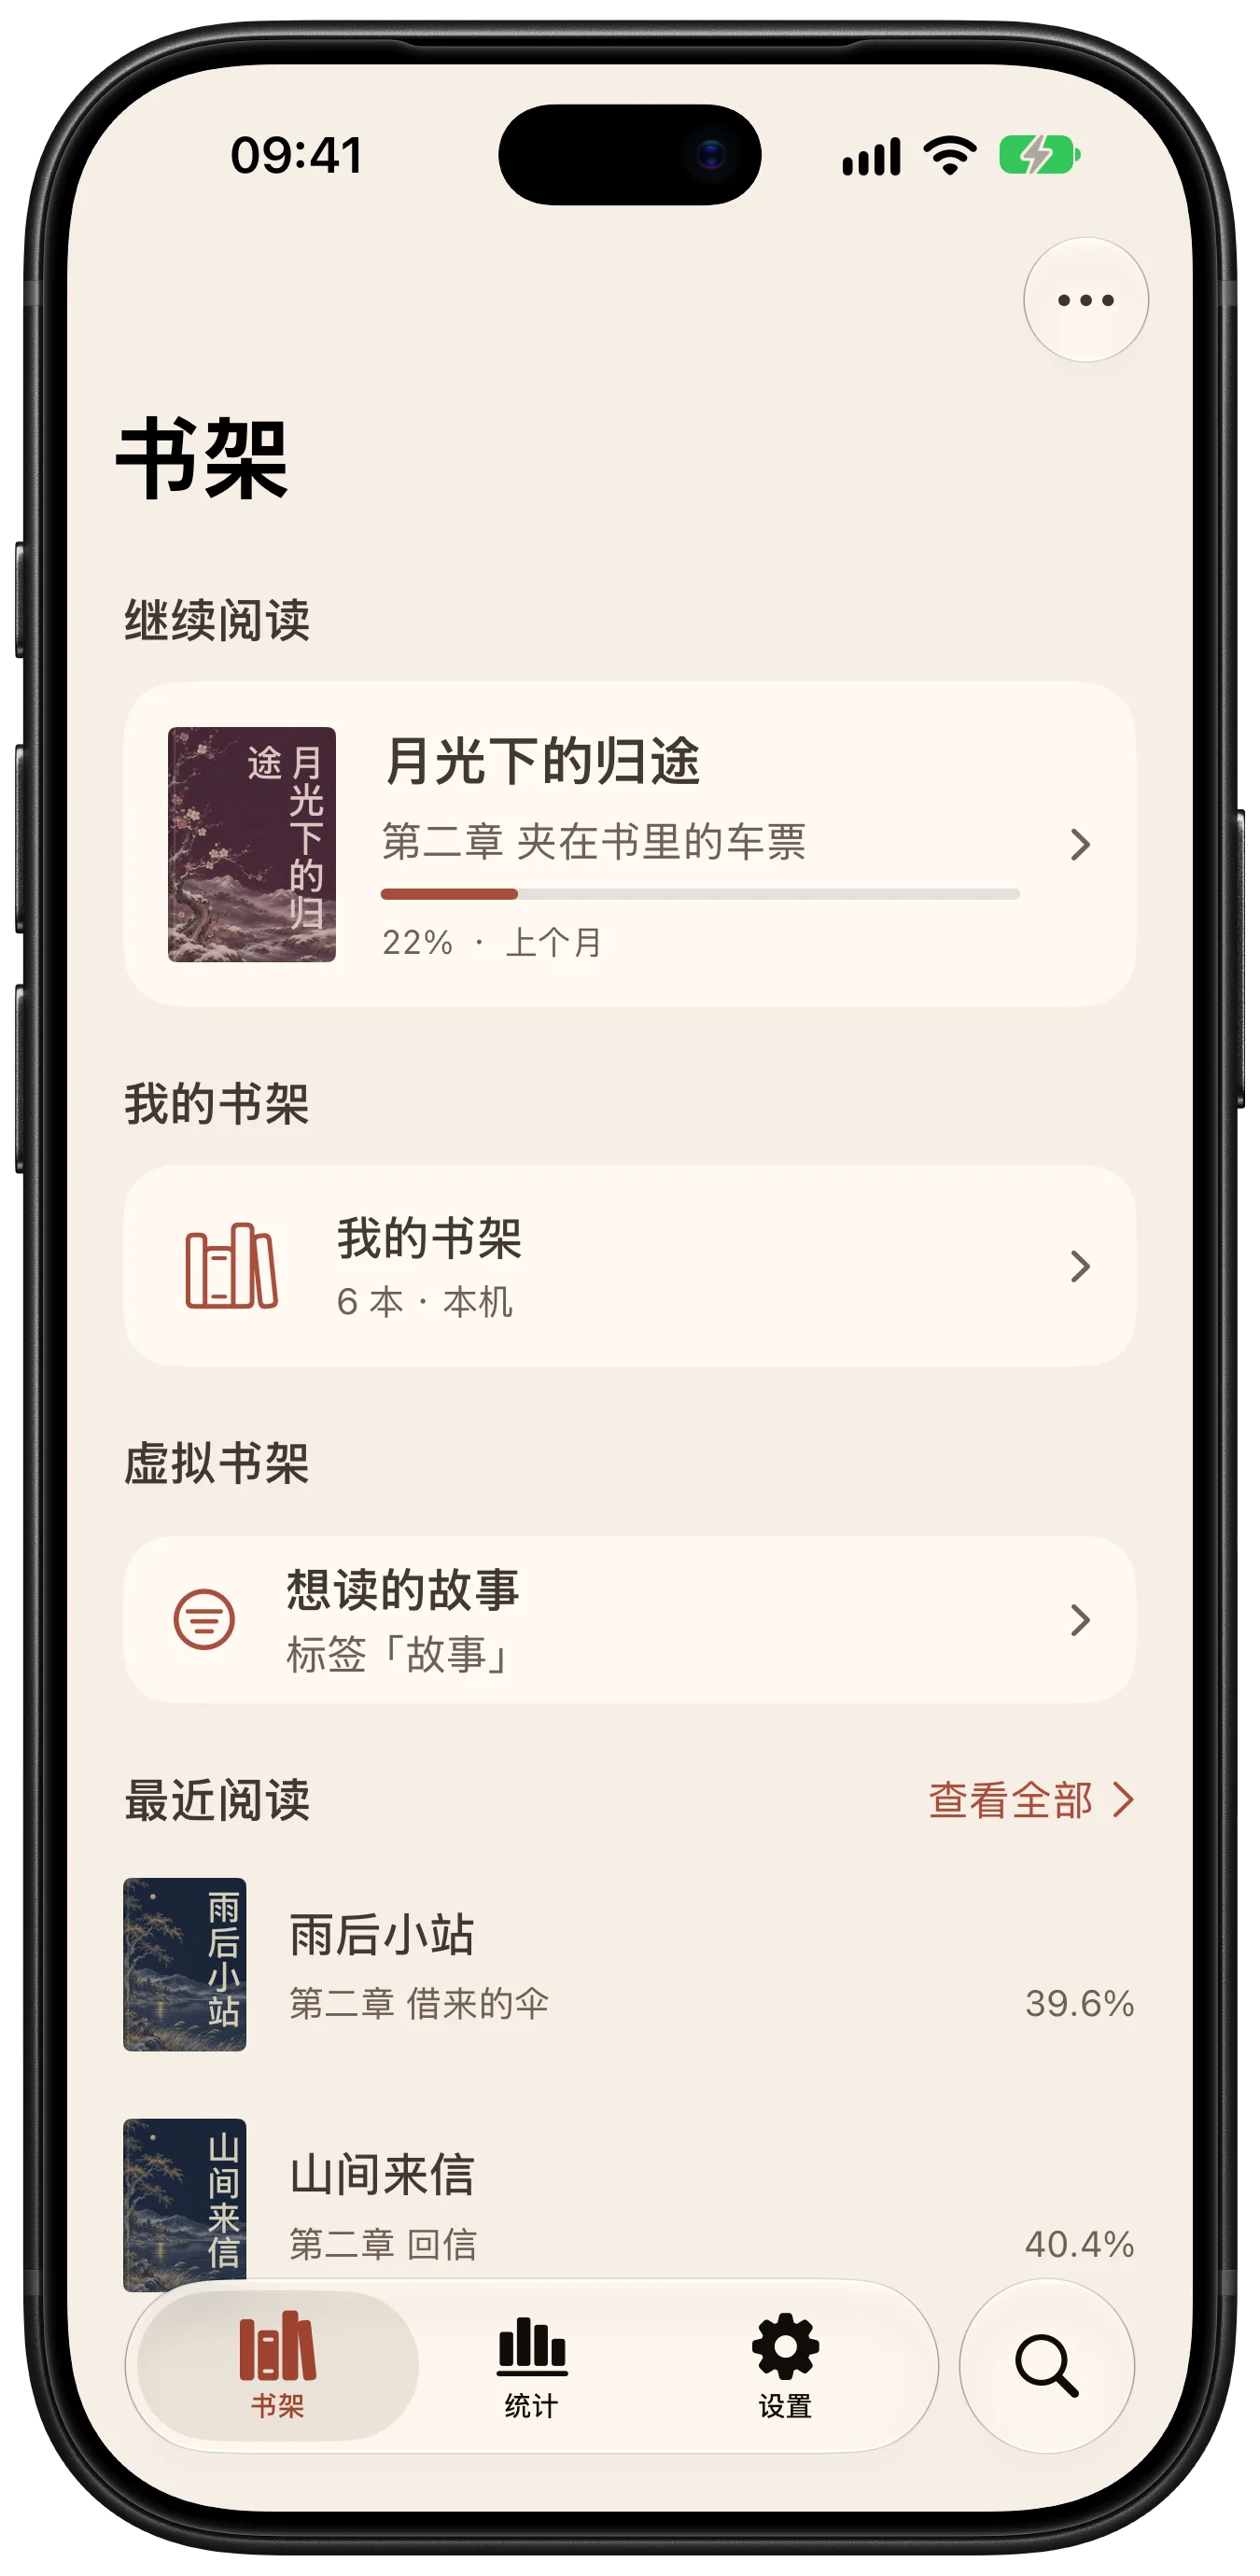 09:41
书架
继续阅读
月光下的归
途
月光下的归途
第二章 夹在书里的车票
22% · 上个月
我的书架
我的书架
6 本 · 本机
虚拟书架
想读的故事
标签「故事」
最近阅读
查看全部
雨后小站
雨后小站
第二章 借来的伞
39.6%
山间来信
山间来信
第二章 回信
40.4%
书架
统计
设置